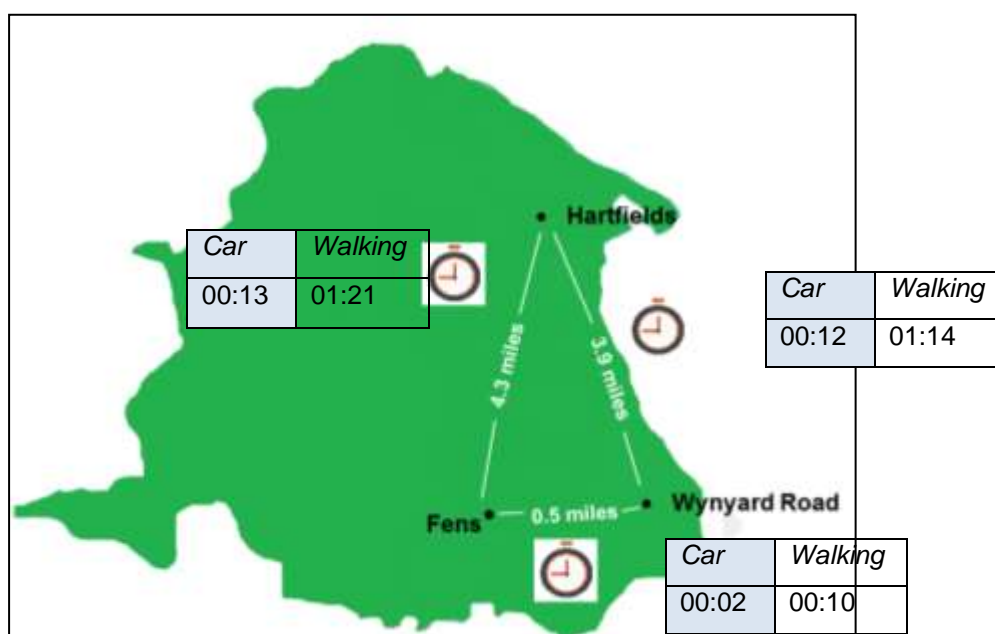 Hartfields
Car Walking
00:13 01:21
Car Walking
00:12 01:14
4.3 miles
3.9 miles
Fens
0.5 miles
Wynyard Road
Car Walking
00:02 00:10